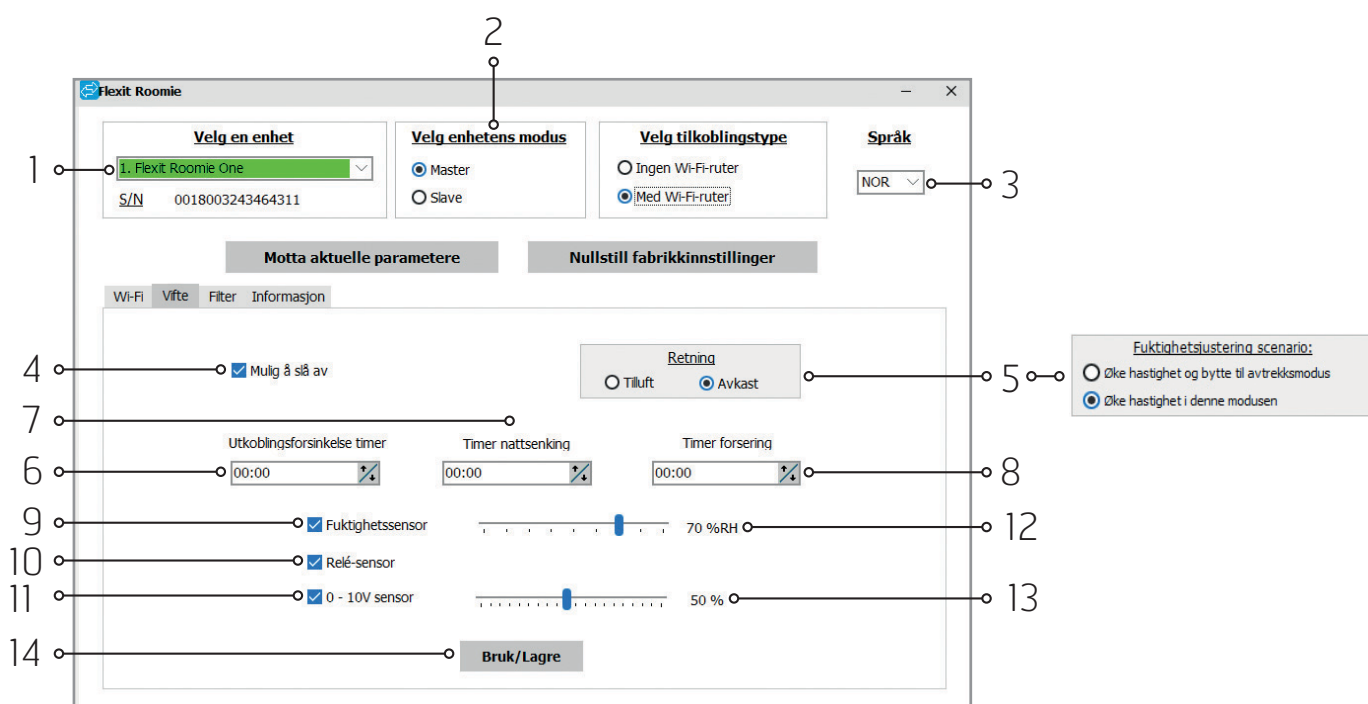 2
Flexit Roomie
Velg en enhet
Velg enhetens modus
Velg tilkoblingstype
Språk
1
1. Flexit Roomie One
Master
Ingen Wi-Fi-ruter
NOR
3
S/N 0018003243464311
Slave
Med Wi-Fi-ruter
Motta aktuelle parametere
Nullstill fabrikkinnstillinger
Wi-Fi Vifte Filter Informasjon
4
Mulig å slå av
Retning
Tilluft Avkast
5
Fuktighetsjustering scenario:
Øke hastighet og bytte til avtrekksmodus
Øke hastighet i denne modusen
7
Utkoblingsforsinkelse timer
Timer nattsenking
Timer forsering
6
00:00
00:00
00:00
8
9
Fuktighetssensor
70 %RH
12
10
Relé-sensor
11
0 - 10V sensor
50 %
13
14
Bruk/Lagre